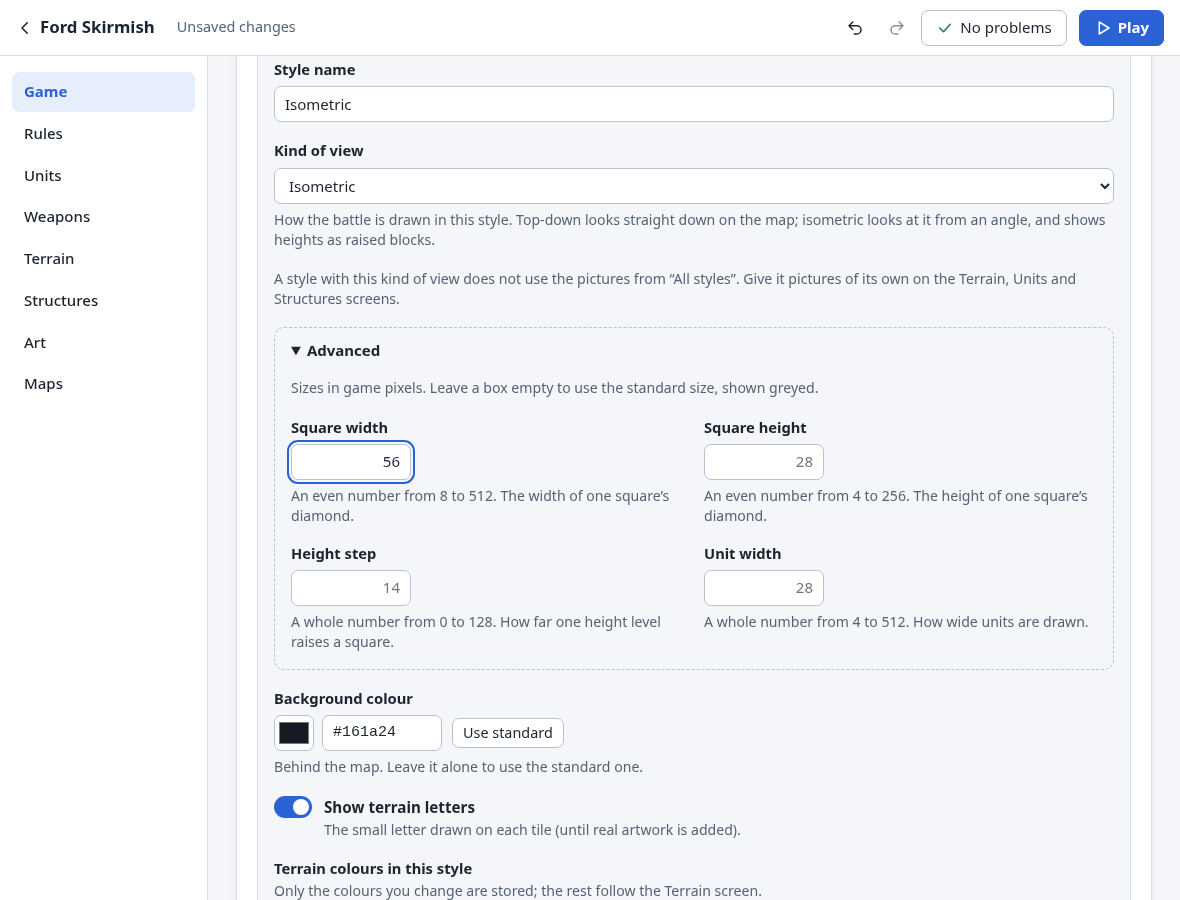 Ford Skirmish
Unsaved changes
No problems
Play
Game
Rules
Units
Weapons
Terrain
Structures
Art
Maps
Style name
Isometric
Kind of view
Isometric
How the battle is drawn in this style. Top-down looks straight down on the map; isometric looks at it from an angle, and shows
heights as raised blocks.
A style with this kind of view does not use the pictures from “All styles”. Give it pictures of its own on the Terrain, Units and
Structures screens.
Advanced
Sizes in game pixels. Leave a box empty to use the standard size, shown greyed.
Square width
56
An even number from 8 to 512. The width of one square’s
diamond.
Square height
28
An even number from 4 to 256. The height of one square’s
diamond.
Height step
14
A whole number from 0 to 128. How far one height level
raises a square.
Unit width
28
A whole number from 4 to 512. How wide units are drawn.
Background colour
#161a24
Use standard
Behind the map. Leave it alone to use the standard one.
Show terrain letters
The small letter drawn on each tile (until real artwork is added).
Terrain colours in this style
Only the colours you change are stored; the rest follow the Terrain screen.